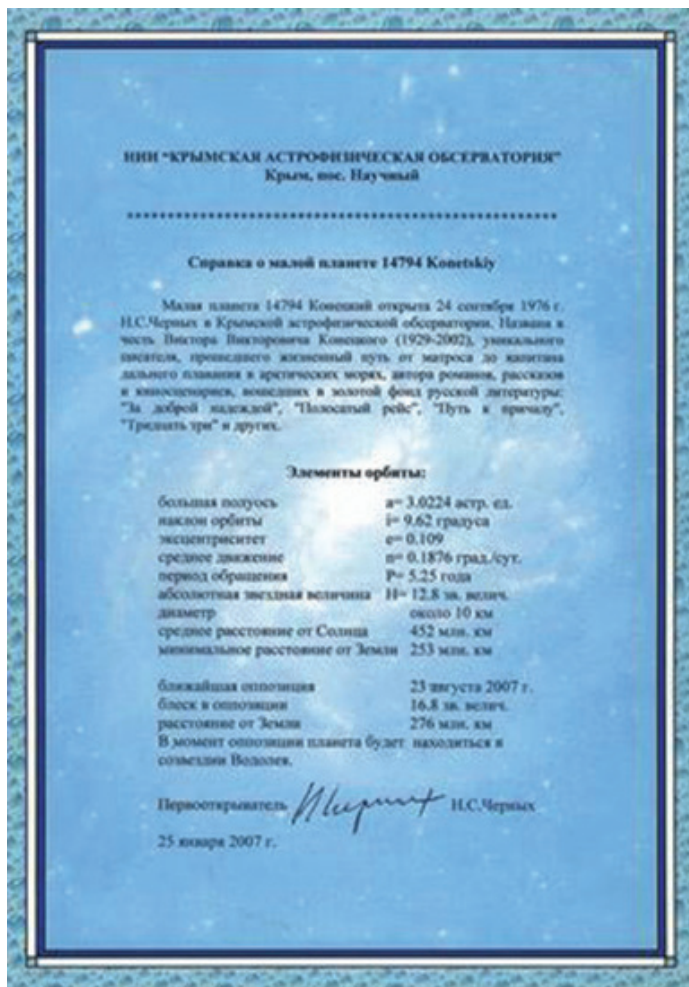 НИИ “КРЫМСКАЯ АСТРОФИЗИЧЕСКАЯ ОБСЕРВАТОРИЯ”
Крым, пос. Научный
****************************************************
Справка о малой планете 14794 Konetskiy
Малая планета 14794 Конецкий открыта 24 сентября 1976 г.
Н.С.Черных в Крымской астрофизической обсерватории. Названа в
честь Виктора Викторовича Конецкого (1929-2002), уникального
писателя, прошедшего жизненный путь от матроса до капитана
дальнего плавания в арктических морях, автора романов, рассказов
и киносценариев, вошедших в золотой фонд русской литературы:
"За доброй надеждой", "Полосатый рейс", "Путь к причалу",
"Тридцать три" и других.
Элементы орбиты:
большая полуось a= 3.0224 астр. ед.
наклон орбиты i= 9.62 градуса
эксцентриситет e= 0.109
среднее движение n= 0.1876 град./сут.
период обращения P= 5.25 года
абсолютная звездная величина H= 12.8 зв. велич.
диаметр около 10 км
среднее расстояние от Солнца 452 млн. км
минимальное расстояние от Земли 253 млн. км
ближайшая оппозиция 23 августа 2007 г.
блеск в оппозиции 16.8 зв. велич.
расстояние от Земли 276 млн. км
В момент оппозиции планета будет находиться в
созвездии Водолея.
Первооткрыватель Н.С.Черных
25 января 2007 г.